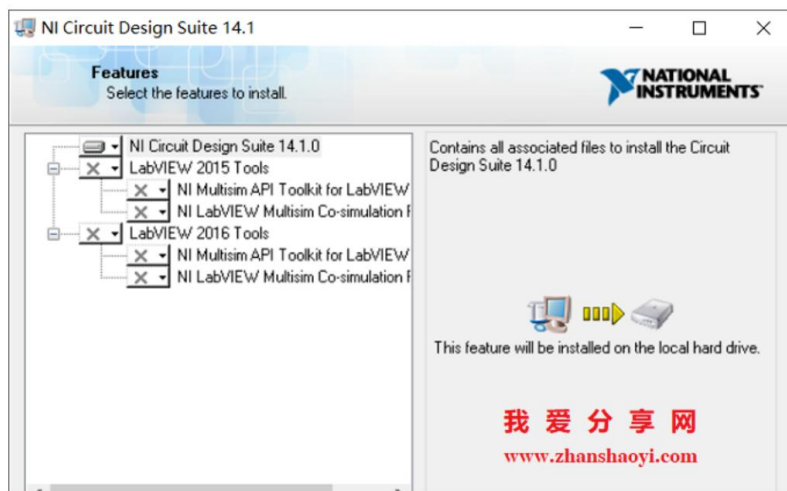 NI Circuit Design Suite 14.1
Features
Select the features to install.
NATIONAL
INSTRUMENTS
NI Circuit Design Suite 14.1.0
LabVIEW 2015 Tools
NI Multisim API Toolkit for LabVIEW
NI LabVIEW Multisim Co-simulation
LabVIEW 2016 Tools
NI Multisim API Toolkit for LabVIEW
NI LabVIEW Multisim Co-simulation
Contains all associated files to install the Circuit
Design Suite 14.1.0
This feature will be installed on the local hard drive.
我爱分享网
www.zhanshaoyi.com